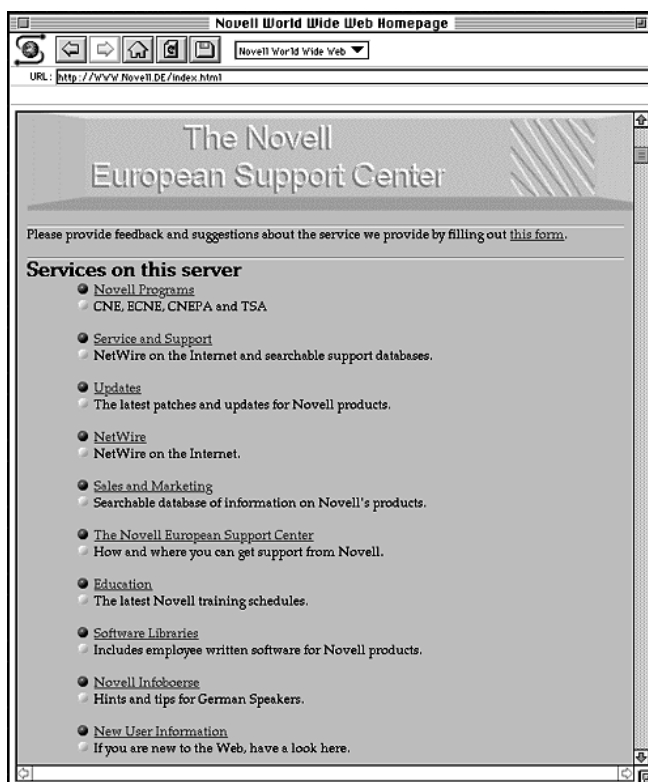 Novell World Wide Web Homepage
Novell World Wide Web
URL: http://WWW.Novell.DE/index.html
The Novell
European Support Center
Please provide feedback and suggestions about the service we provide by filling out this form.
Services on this server
Novell Programs
CNE, ECNE, CNEPA and TSA
Service and Support
NetWire on the Internet and searchable support databases.
Updates
The latest patches and updates for Novell products.
NetWire
NetWire on the Internet.
Sales and Marketing
Searchable database of information on Novell's products.
The Novell European Support Center
How and where you can get support from Novell.
Education
The latest Novell training schedules.
Software Libraries
Includes employee written software for Novell products.
Novell Infoboerse
Hints and tips for German Speakers.
New User Information
If you are new to the Web, have a look here.